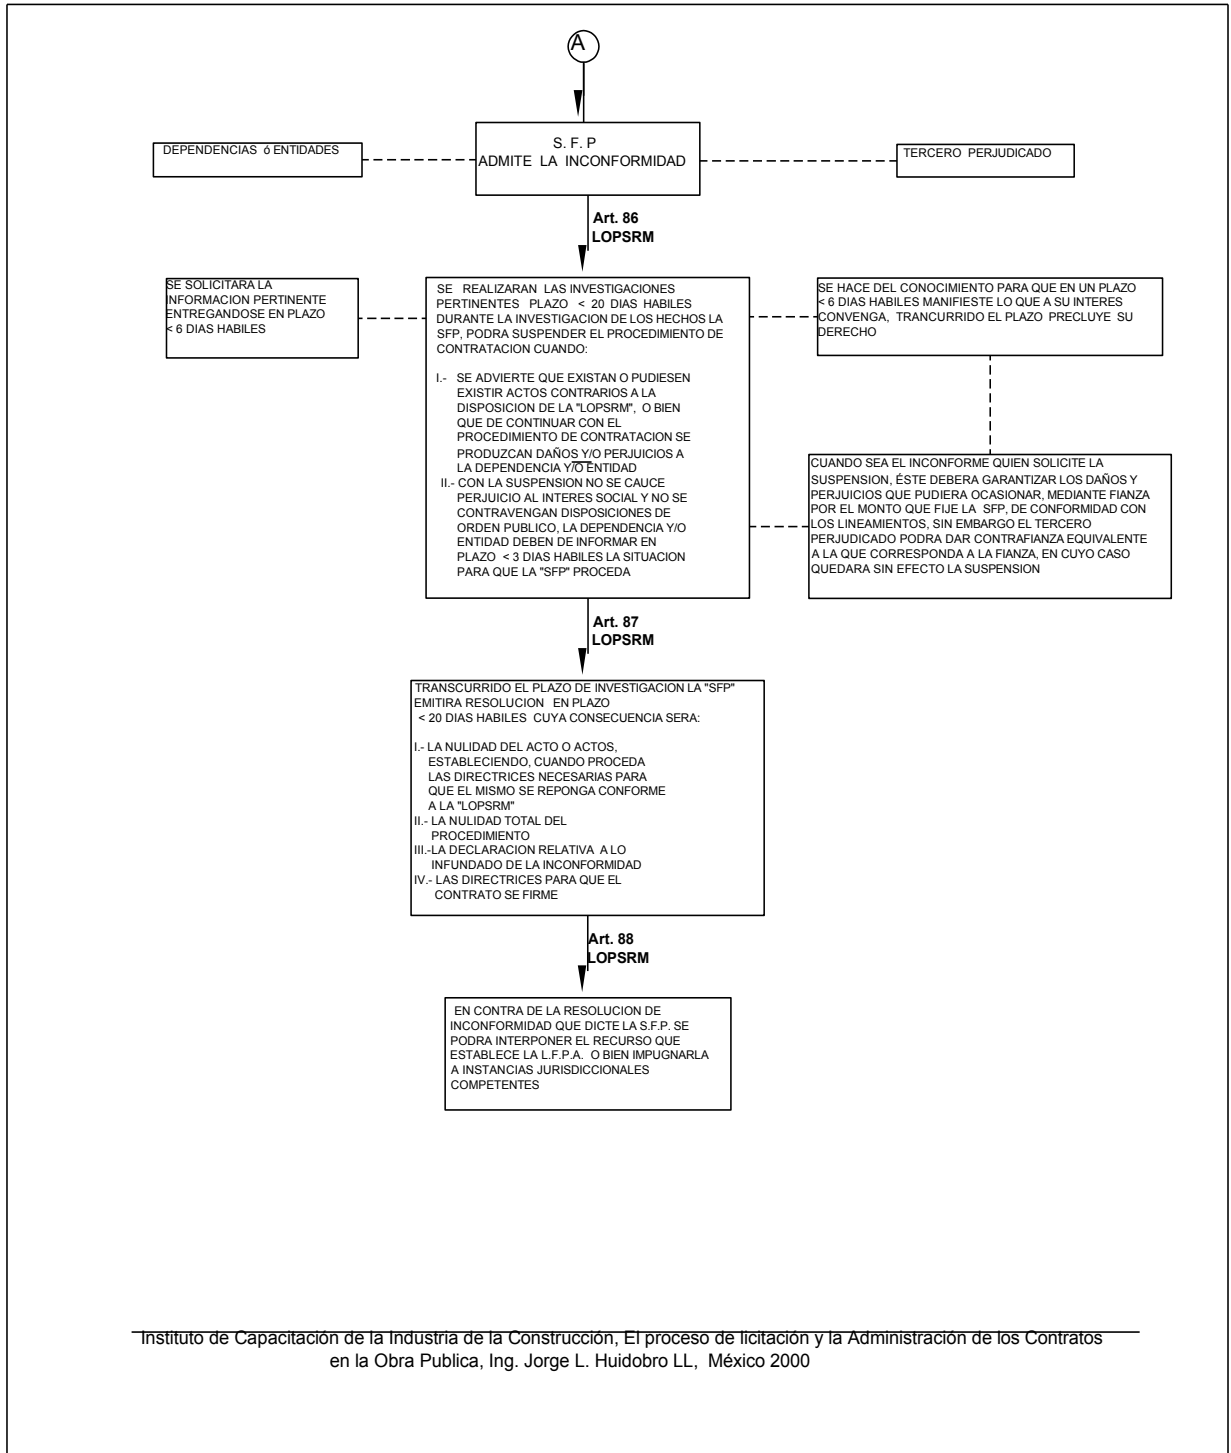 A
S. F. P
ADMITE LA INCONFORMIDAD
DEPENDENCIAS ó ENTIDADES
TERCERO PERJUDICADO
Art. 86
LOPSRM
SE SOLICITARA LA
INFORMACION PERTINENTE
ENTREGANDOSE EN PLAZO
< 6 DIAS HABILES
SE REALIZARAN LAS INVESTIGACIONES
PERTINENTES PLAZO < 20 DIAS HABILES
DURANTE LA INVESTIGACION DE LOS HECHOS LA
SFP, PODRA SUSPENDER EL PROCEDIMIENTO DE
CONTRATACION CUANDO:
I.- SE ADVIERTE QUE EXISTAN O PUDIESEN
EXISTIR ACTOS CONTRARIOS A LA
DISPOSICION DE LA "LOPSRM", O BIEN
QUE DE CONTINUAR CON EL
PROCEDIMIENTO DE CONTRATACION SE
PRODUZCAN DAÑOS Y/O PERJUICIOS A
LA DEPENDENCIA Y/O ENTIDAD
II.- CON LA SUSPENSION NO SE CAUCE
PERJUICIO AL INTERES SOCIAL Y NO SE
CONTRAVENGAN DISPOSICIONES DE
ORDEN PUBLICO, LA DEPENDENCIA Y/O
ENTIDAD DEBEN DE INFORMAR EN
PLAZO < 3 DIAS HABILES LA SITUACION
PARA QUE LA "SFP" PROCEDA
SE HACE DEL CONOCIMIENTO PARA QUE EN UN PLAZO
< 6 DIAS HABILES MANIFIESTE LO QUE A SU INTERES
CONVENGA, TRANCURRIDO EL PLAZO PRECLUYE SU
DERECHO
CUANDO SEA EL INCONFORME QUIEN SOLICITE LA
SUSPENSION, ÉSTE DEBERA GARANTIZAR LOS DAÑOS Y
PERJUICIOS QUE PUDIERA OCASIONAR, MEDIANTE FIANZA
POR EL MONTO QUE FIJE LA SFP, DE CONFORMIDAD CON
LOS LINEAMIENTOS, SIN EMBARGO EL TERCERO
PERJUDICADO PODRA DAR CONTRAFIANZA EQUIVALENTE
A LA QUE CORRESPONDA A LA FIANZA, EN CUYO CASO
QUEDARA SIN EFECTO LA SUSPENSION
Art. 87
LOPSRM
TRANSCURRIDO EL PLAZO DE INVESTIGACION LA "SFP"
EMITIRA RESOLUCION EN PLAZO
< 20 DIAS HABILES CUYA CONSECUENCIA SERA:
I.- LA NULIDAD DEL ACTO O ACTOS,
ESTABLECIENDO, CUANDO PROCEDA
LAS DIRECTRICES NECESARIAS PARA
QUE EL MISMO SE REPONGA CONFORME
A LA "LOPSRM"
II.- LA NULIDAD TOTAL DEL
PROCEDIMIENTO
III.-LA DECLARACION RELATIVA A LO
INFUNDADO DE LA INCONFORMIDAD
IV.- LAS DIRECTRICES PARA QUE EL
CONTRATO SE FIRME
Art. 88
LOPSRM
EN CONTRA DE LA RESOLUCION DE
INCONFORMIDAD QUE DICTE LA S.F.P. SE
PODRA INTERPONER EL RECURSO QUE
ESTABLECE LA L.F.P.A. O BIEN IMPUGNARLA
A INSTANCIAS JURISDICCIONALES
COMPETENTES
Instituto de Capacitación de la Industria de la Construcción, El proceso de licitación y la Administración de los Contratos
en la Obra Publica, Ing. Jorge L. Huidobro LL, México 2000